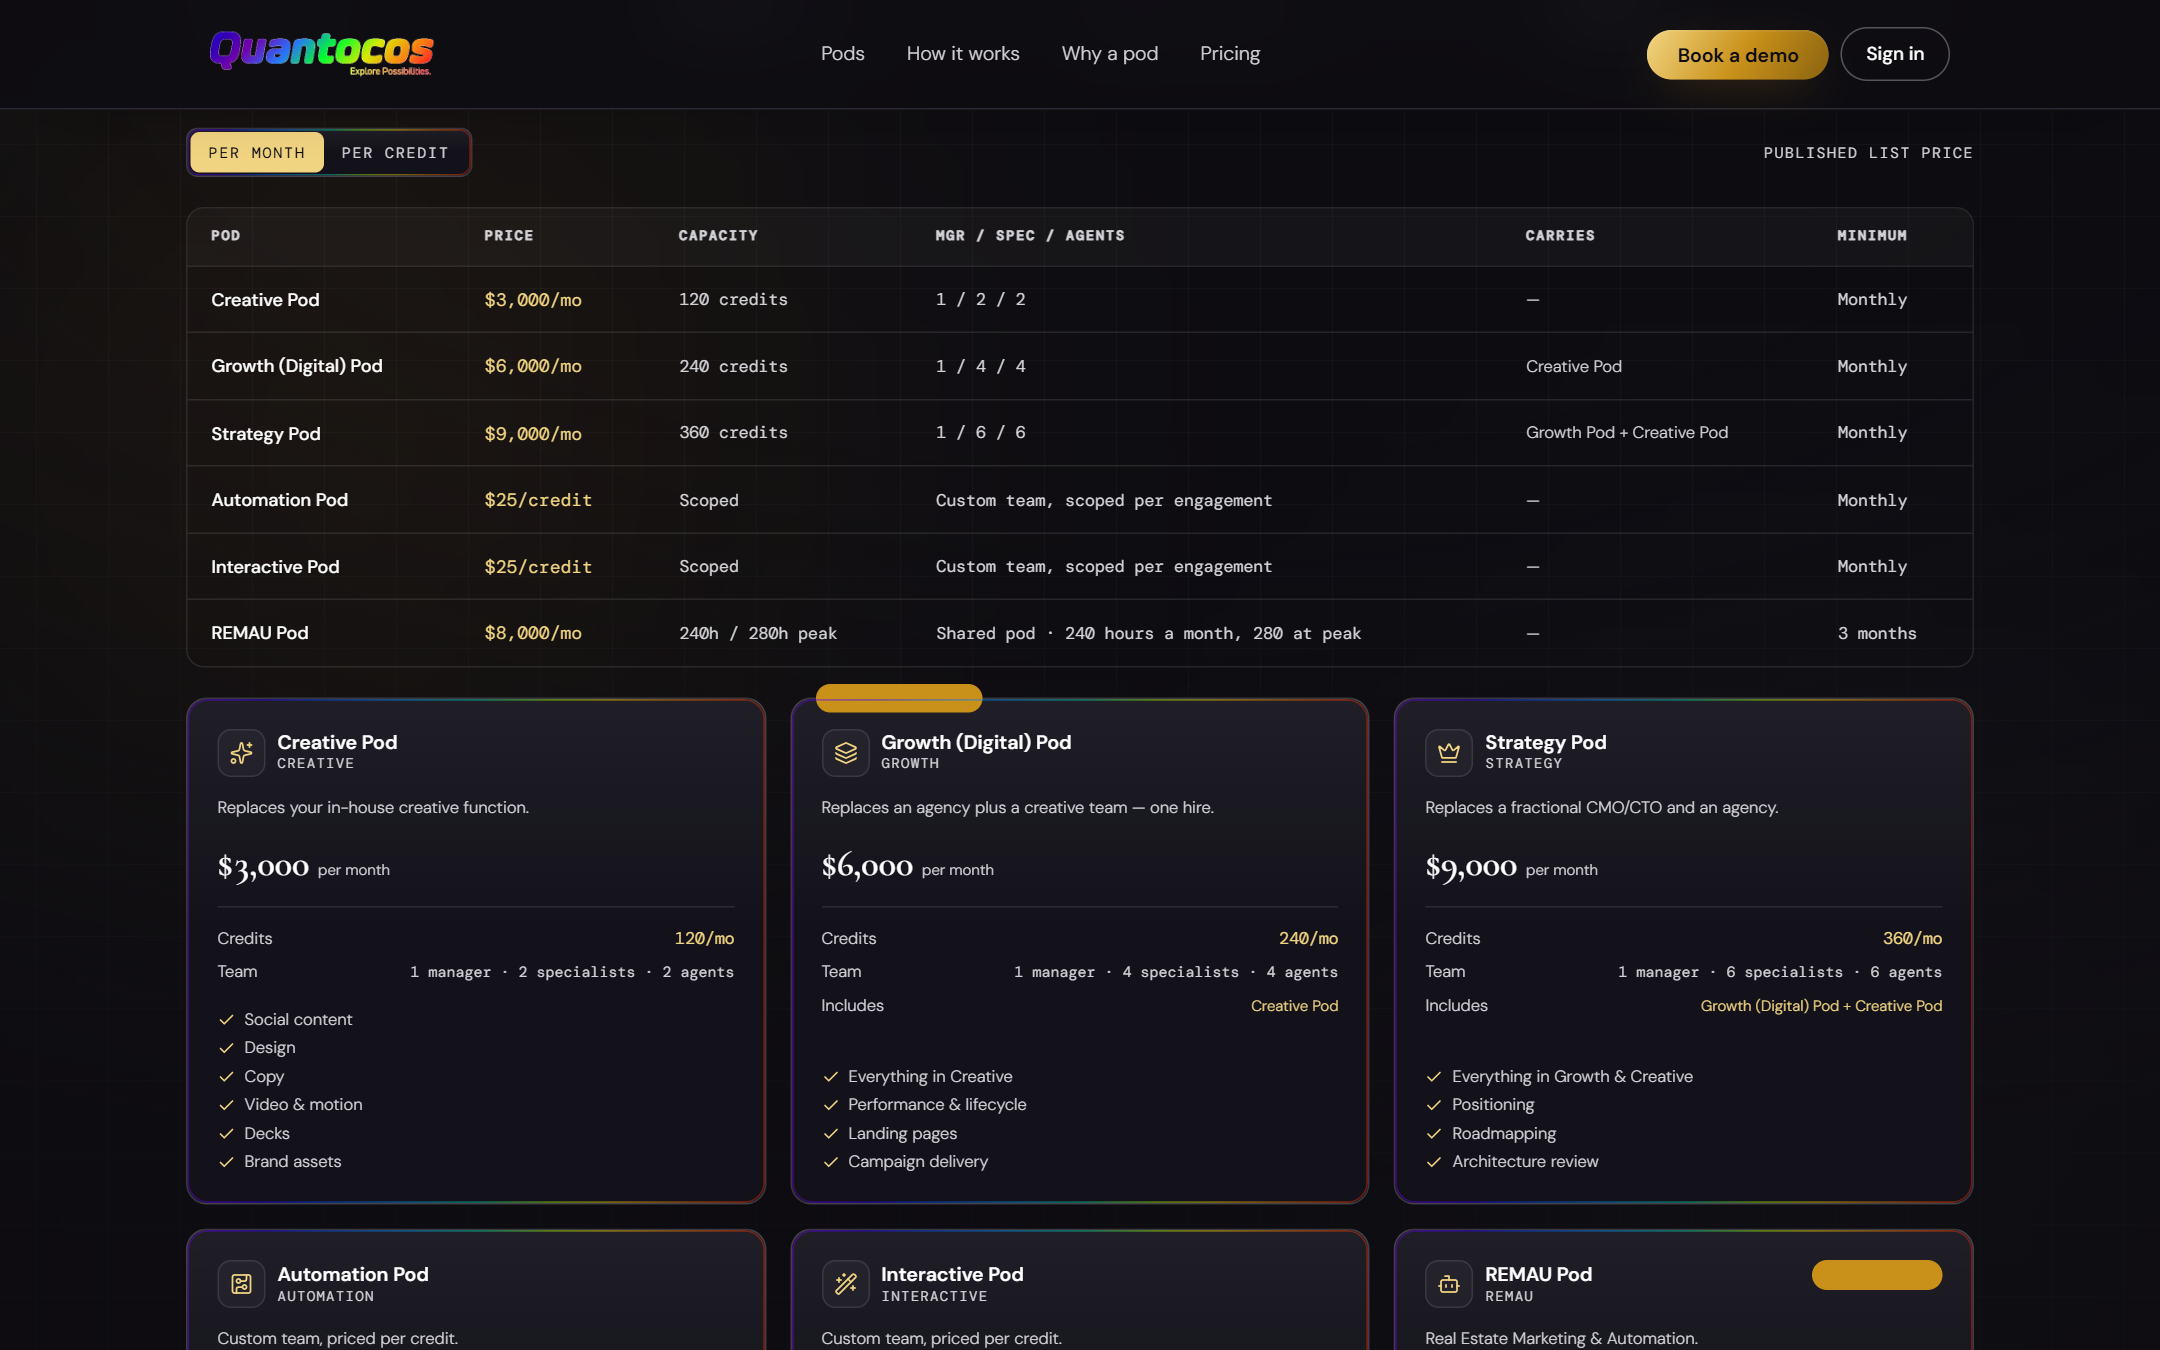 Quantocos
Explore Possibilities.
Pods
How it works
Why a pod
Pricing
Book a demo
Sign in
PER MONTH
PER CREDIT
PUBLISHED LIST PRICE
POD PRICE CAPACITY MGR / SPEC / AGENTS CARRIES MINIMUM
Creative Pod $3,000/mo 120 credits 1 / 2 / 2 — Monthly
Growth (Digital) Pod $6,000/mo 240 credits 1 / 4 / 4 Creative Pod Monthly
Strategy Pod $9,000/mo 360 credits 1 / 6 / 6 Growth Pod + Creative Pod Monthly
Automation Pod $25/credit Scoped Custom team, scoped per engagement — Monthly
Interactive Pod $25/credit Scoped Custom team, scoped per engagement — Monthly
REMAU Pod $8,000/mo 240h / 280h peak Shared pod · 240 hours a month, 280 at peak — 3 months
Creative Pod
CREATIVE
Replaces your in-house creative function.
$3,000 per month
Credits 120/mo
Team 1 manager · 2 specialists · 2 agents
Social content
Design
Copy
Video & motion
Decks
Brand assets
Growth (Digital) Pod
GROWTH
Replaces an agency plus a creative team — one hire.
$6,000 per month
Credits 240/mo
Team 1 manager · 4 specialists · 4 agents
Includes Creative Pod
Everything in Creative
Performance & lifecycle
Landing pages
Campaign delivery
Strategy Pod
STRATEGY
Replaces a fractional CMO/CTO and an agency.
$9,000 per month
Credits 360/mo
Team 1 manager · 6 specialists · 6 agents
Includes Growth (Digital) Pod + Creative Pod
Everything in Growth & Creative
Positioning
Roadmapping
Architecture review
Automation Pod
AUTOMATION
Custom team, priced per credit.
Interactive Pod
INTERACTIVE
Custom team, priced per credit.
REMAU Pod
REMAU
Real Estate Marketing & Automation.